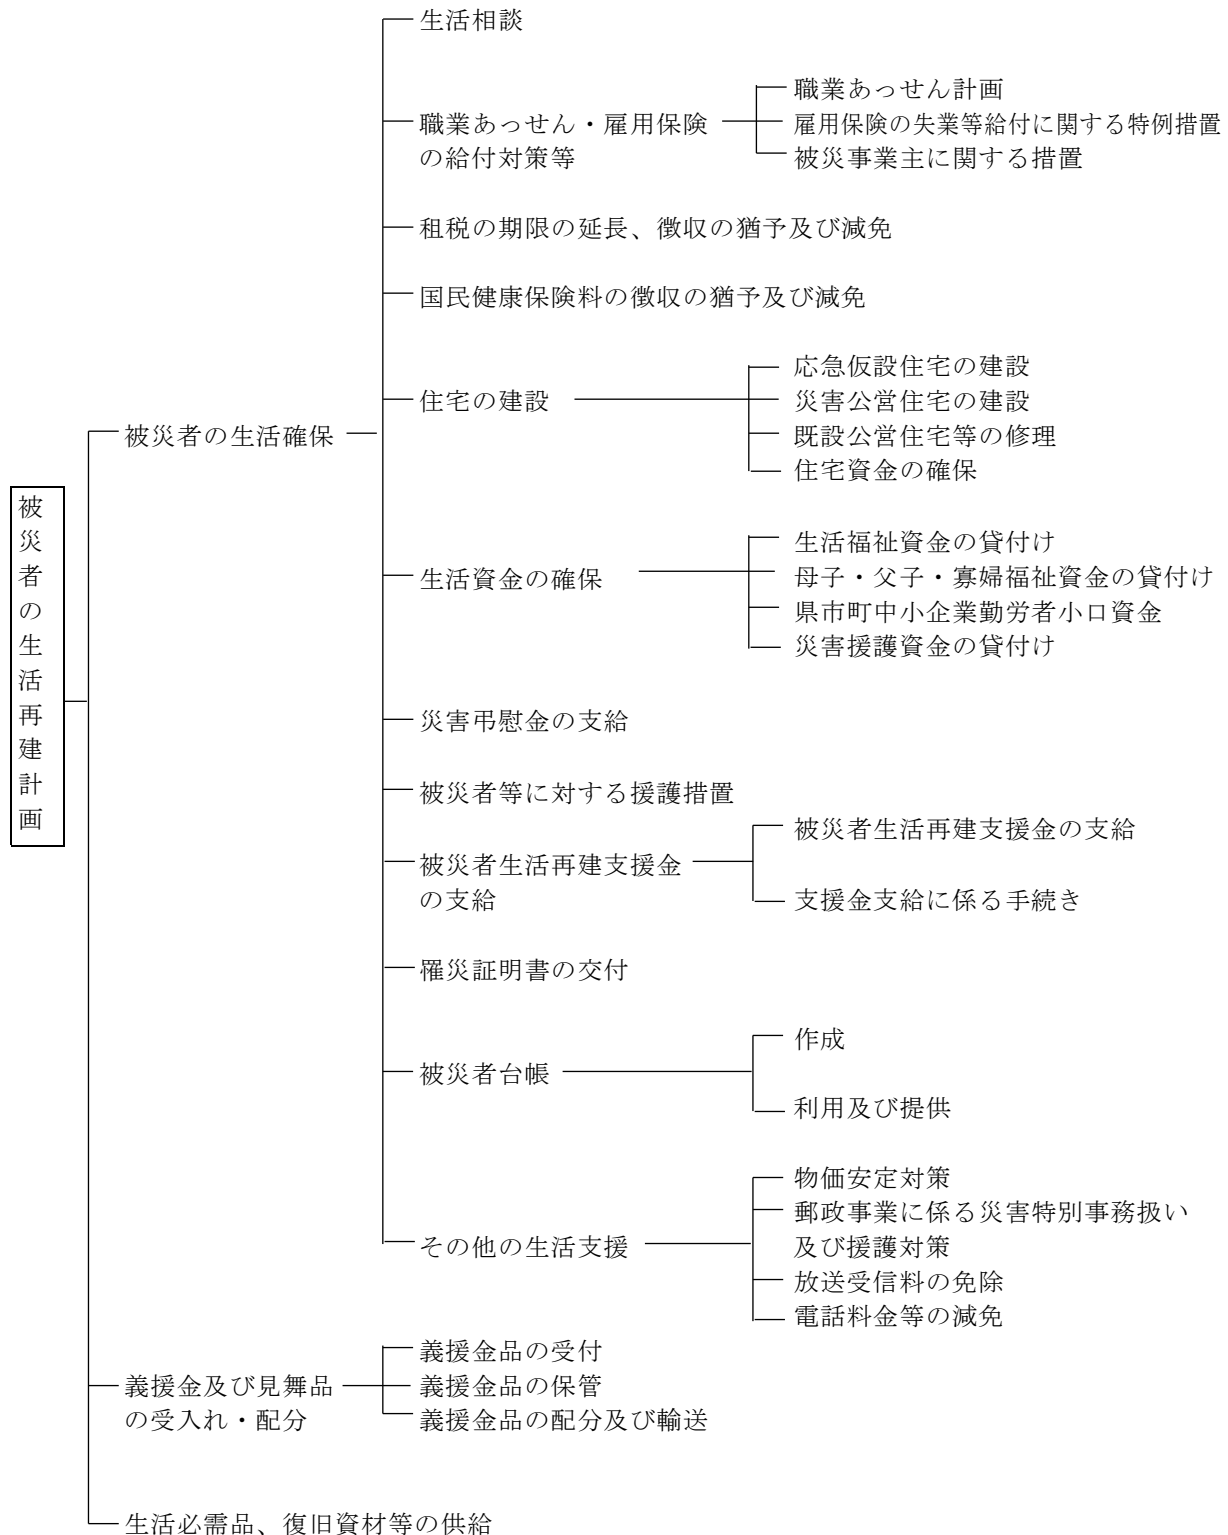 被災者の生活再建計画
被災者の生活確保
生活相談
職業あっせん・雇用保険
の給付対策等
職業あっせん計画
雇用保険の失業等給付に関する特例措置
被災事業主に関する措置
租税の期限の延長、徴収の猶予及び減免
国民健康保険料の徴収の猶予及び減免
住宅の建設
応急仮設住宅の建設
災害公営住宅の建設
既設公営住宅等の修理
住宅資金の確保
生活資金の確保
生活福祉資金の貸付け
母子・父子・寡婦福祉資金の貸付け
県市町中小企業勤労者小口資金
災害援護資金の貸付け
災害弔慰金の支給
被災者等に対する援護措置
被災者生活再建支援金
の支給
被災者生活再建支援金の支給
支援金支給に係る手続き
罹災証明書の交付
被災者台帳
作成
利用及び提供
その他の生活支援
物価安定対策
郵政事業に係る災害特別事務扱い
及び援護対策
放送受信料の免除
電話料金等の減免
義援金及び見舞品
の受入れ・配分
義援金品の受付
義援金品の保管
義援金品の配分及び輸送
生活必需品、復旧資材等の供給